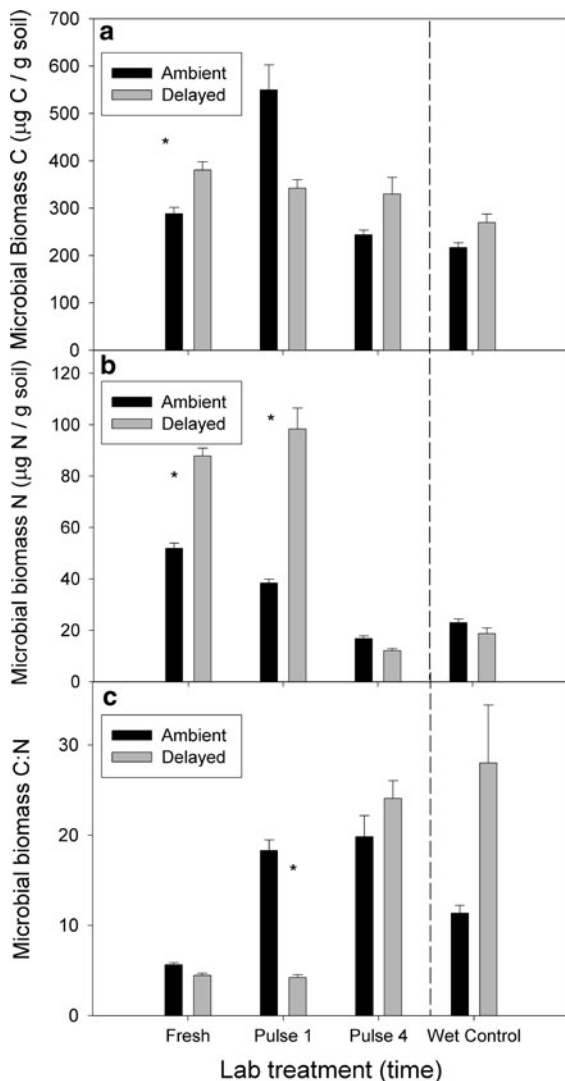 a
Microbial Biomass C (µg C / g soil)
700
600
500
400
300
200
100
0
Ambient
Delayed
*
b
Microbial biomass N (µg N / g soil)
120
100
80
60
40
20
0
Ambient
Delayed
*
*
c
Microbial biomass C:N
30
20
10
0
Ambient
Delayed
*
Fresh Pulse 1 Pulse 4 Wet Control
Lab treatment (time)